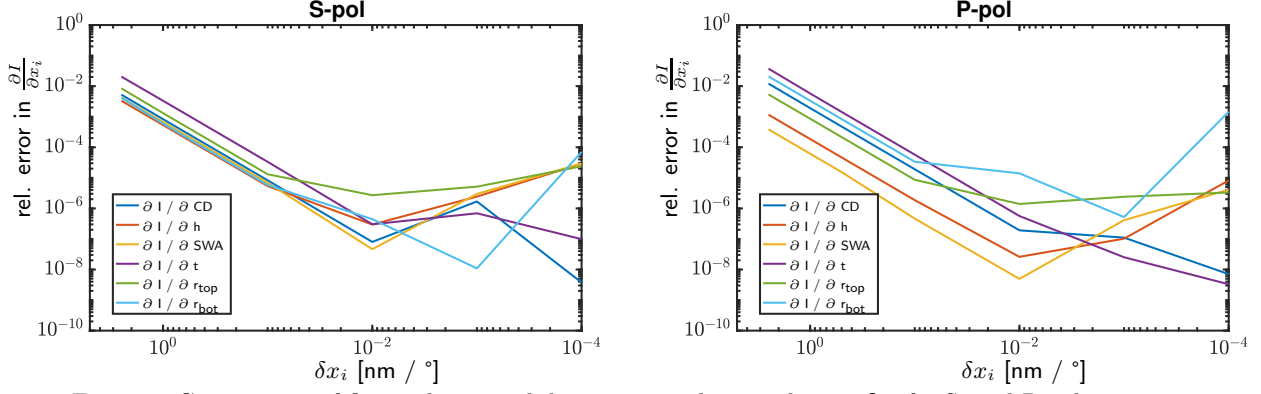 S-pol
10^0
10^-2
10^-4
10^-6
10^-8
10^-10
rel. error in ∂I/∂x_i
∂ I / ∂ CD
∂ I / ∂ h
∂ I / ∂ SWA
∂ I / ∂ t
∂ I / ∂ r_top
∂ I / ∂ r_bot
10^0
10^-2
10^-4
δx_i [nm / °]
P-pol
10^0
10^-2
10^-4
10^-6
10^-8
10^-10
rel. error in ∂I/∂x_i
∂ I / ∂ CD
∂ I / ∂ h
∂ I / ∂ SWA
∂ I / ∂ t
∂ I / ∂ r_top
∂ I / ∂ r_bot
10^0
10^-2
10^-4
δx_i [nm / °]